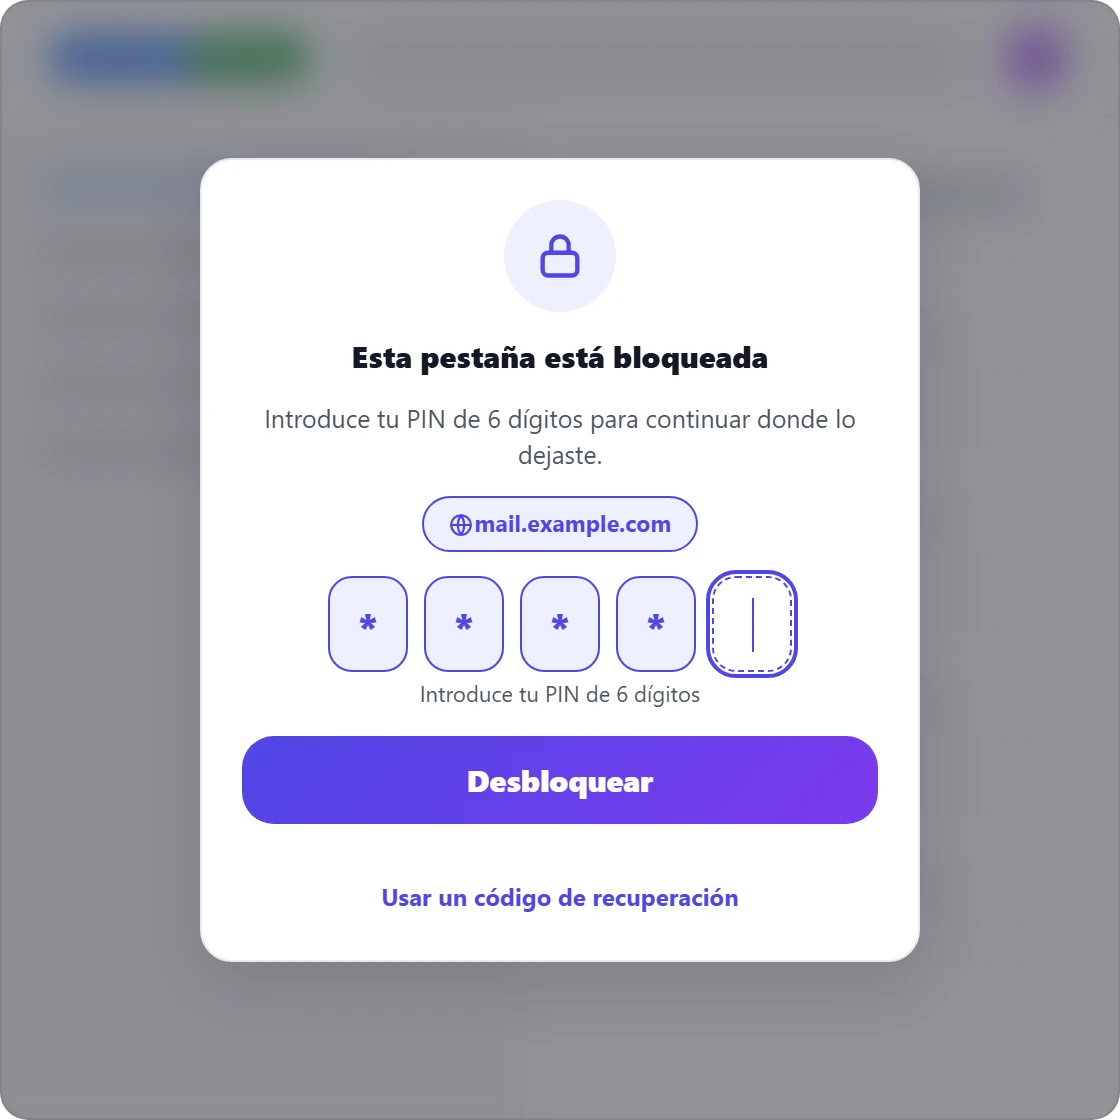 Esta pestaña está bloqueada
Introduce tu PIN de 6 dígitos para continuar donde lo
dejaste.
mail.example.com
* * * *
Introduce tu PIN de 6 dígitos
Desbloquear
Usar un código de recuperación